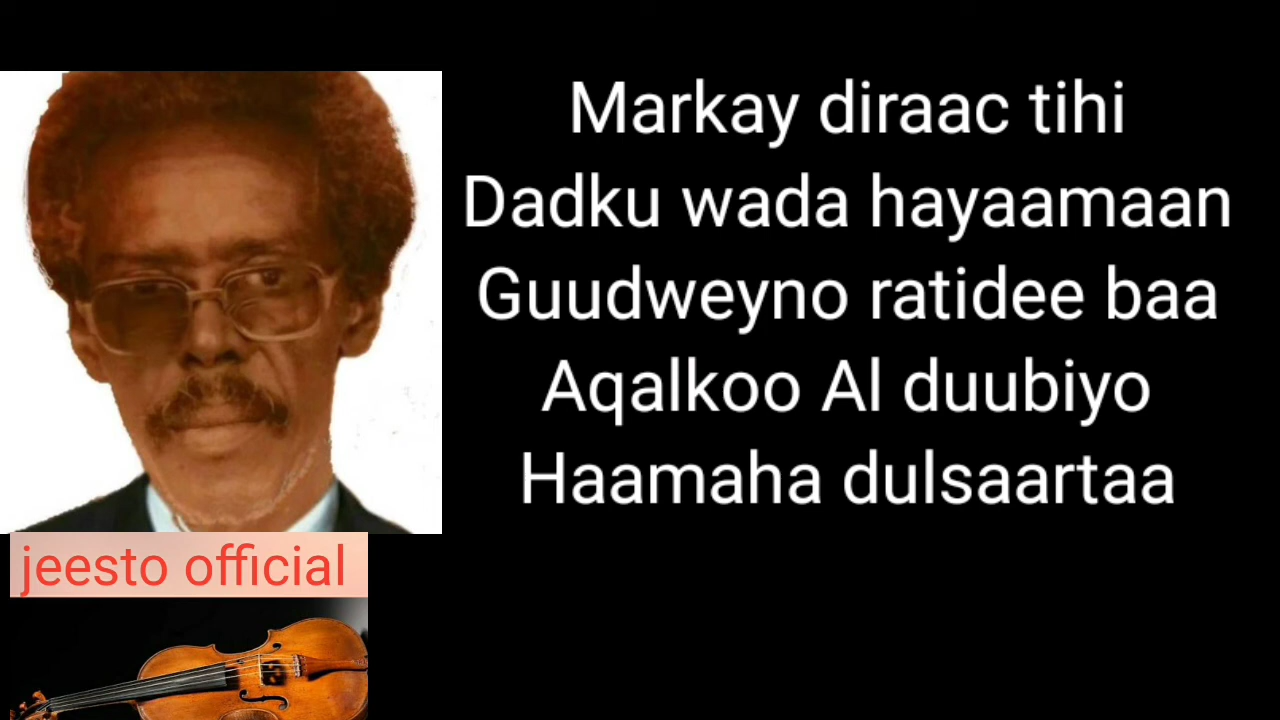 Markay diraac tihi
Dadku wada hayaamaan
Guudweyno ratidee baa
Aqalkoo Al duubiyo
Haamaha dulsaartaa
jeesto official